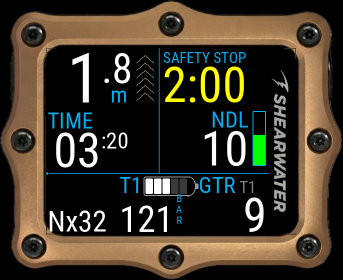 1.8 m
SAFETY STOP
2:00
TIME
03:20
NDL
10
T1
GTR T1
Nx32
121 BAR
9
SHEARWATER